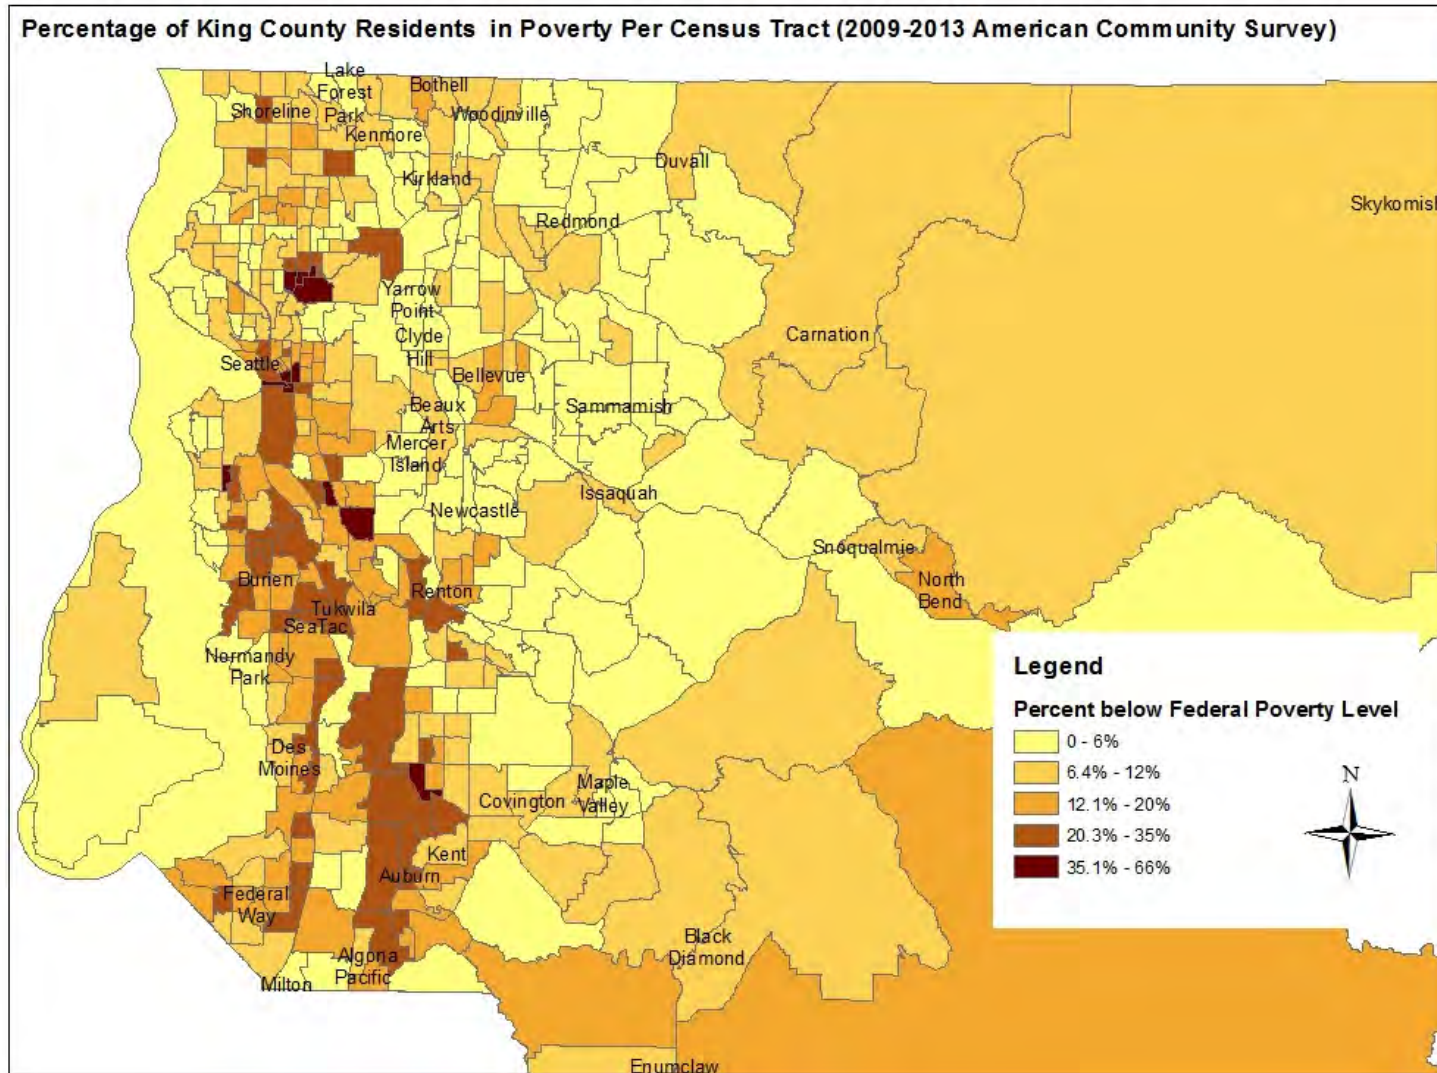 Percentage of King County Residents in Poverty Per Census Tract (2009-2013 American Community Survey)
Lake
Forest
Park
Bothell
Shoreline
Woodinville
Kenmore
Duvall
Kirkland
Skykomish
Redmond
Yarrow
Point
Carnation
Clyde
Hill
Seattle
Bellevue
Beaux
Arts
Sammamish
Mercer
Island
Issaquah
Newcastle
Snoqualmie
North
Bend
Burien
Renton
Tukwila
SeaTac
Normandy
Park
Des
Moines
Maple
Valley
Covington
Kent
Auburn
Federal
Way
Black
Diamond
Algona
Pacific
Milton
Enumclaw
Legend
Percent below Federal Poverty Level
0 - 6%
6.4% - 12%
12.1% - 20%
20.3% - 35%
35.1% - 66%
N